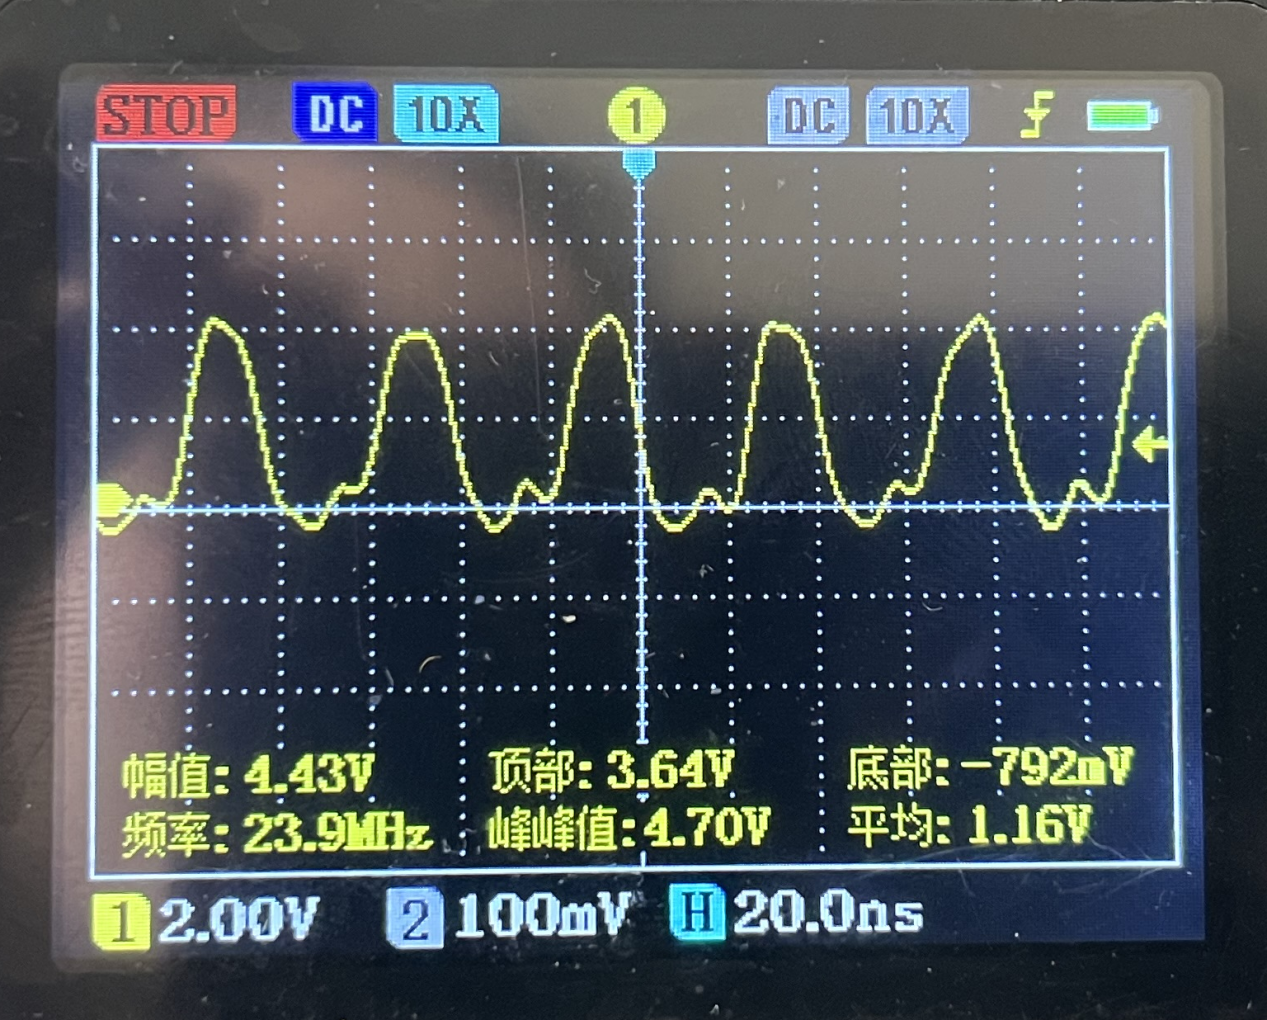 STOP DC 10X 1 DC 10X
幅值: 4.43V 顶部: 3.64V 底部: -792mV
频率: 23.9MHz 峰峰值: 4.70V 平均: 1.16V
1 2.00V 2 100mV H 20.0ns